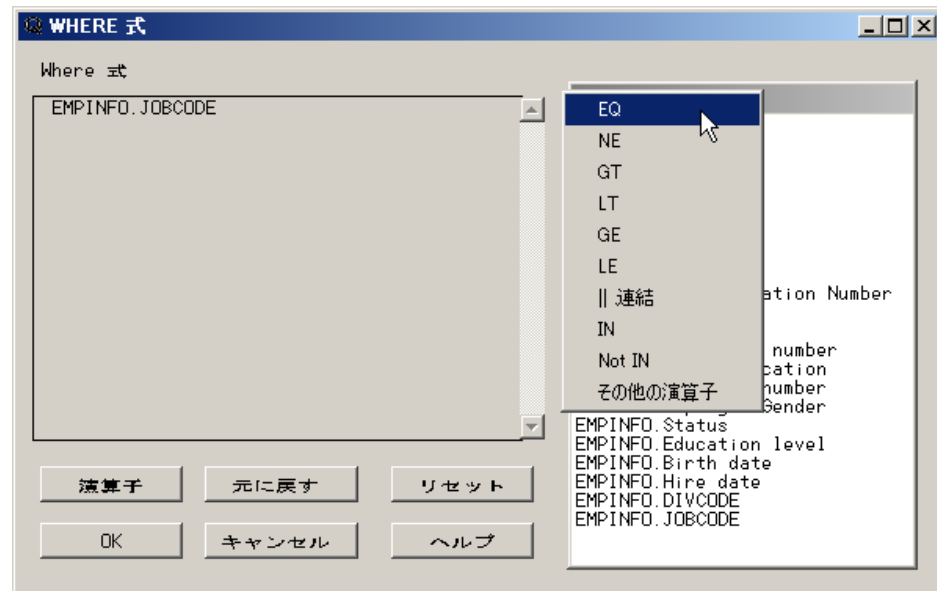 WHERE 式
Where 式
EMPINFO.JOBCODE
EQ
NE
GT
LT
GE
LE
|| 連結
IN
Not IN
その他の演算子
ation Number
number
cation
number
Gender
EMPINFO.Status
EMPINFO.Education level
EMPINFO.Birth date
EMPINFO.Hire date
EMPINFO.DIVCODE
EMPINFO.JOBCODE
演算子
元に戻す
リセット
OK
キャンセル
ヘルプ